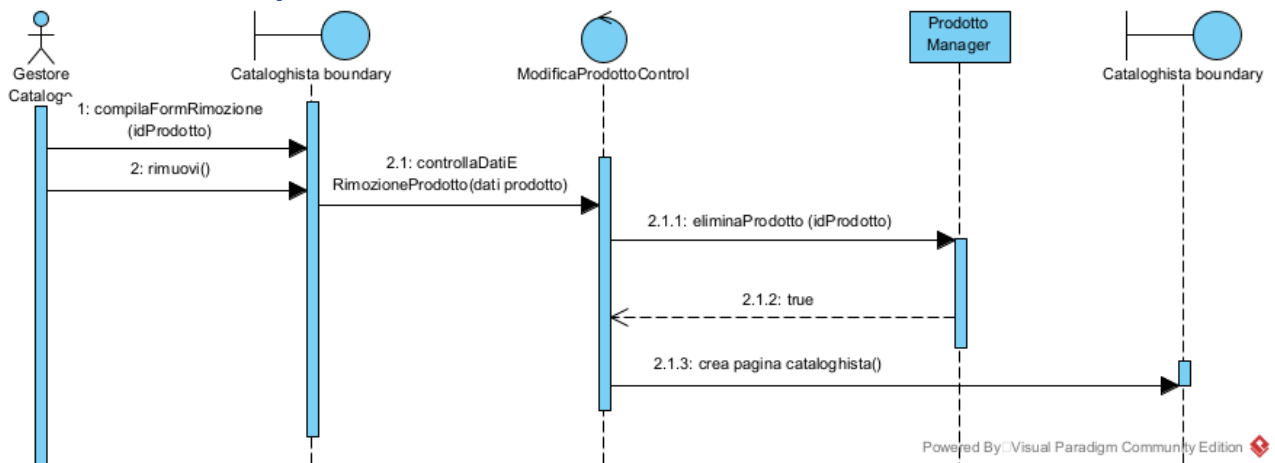 Gestore
Catalogo
Cataloghista boundary
ModificaProdottoControl
Prodotto
Manager
Cataloghista boundary
1: compilaFormRimozione
(idProdotto)
2: rimuovi()
2.1: controllaDatiE
RimozioneProdotto(dati prodotto)
2.1.1: eliminaProdotto (idProdotto)
2.1.2: true
2.1.3: crea pagina cataloghista()
Powered By Visual Paradigm Community Edition